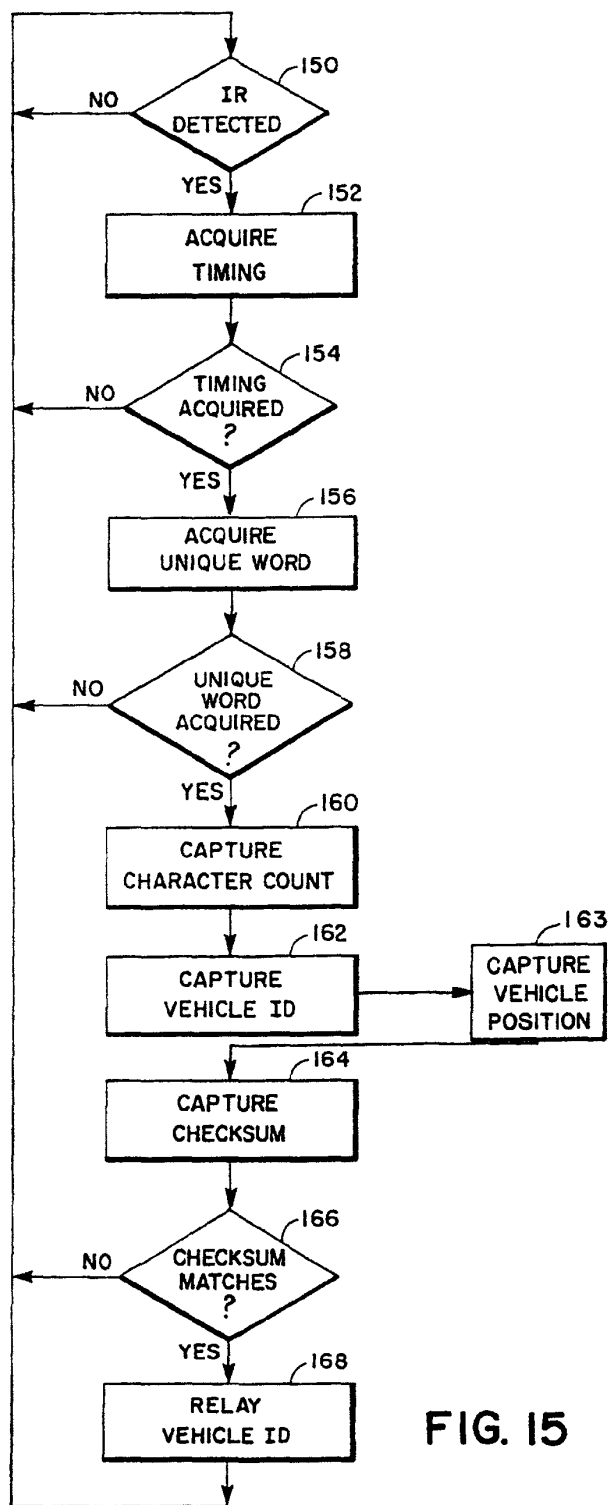 150
IR
DETECTED
NO
YES
152
ACQUIRE
TIMING
154
TIMING
ACQUIRED
?
NO
YES
156
ACQUIRE
UNIQUE WORD
158
UNIQUE
WORD
ACQUIRED
?
NO
YES
160
CAPTURE
CHARACTER COUNT
162
CAPTURE
VEHICLE ID
163
CAPTURE
VEHICLE
POSITION
164
CAPTURE
CHECKSUM
166
CHECKSUM
MATCHES
?
NO
YES
168
RELAY
VEHICLE ID
FIG. 15